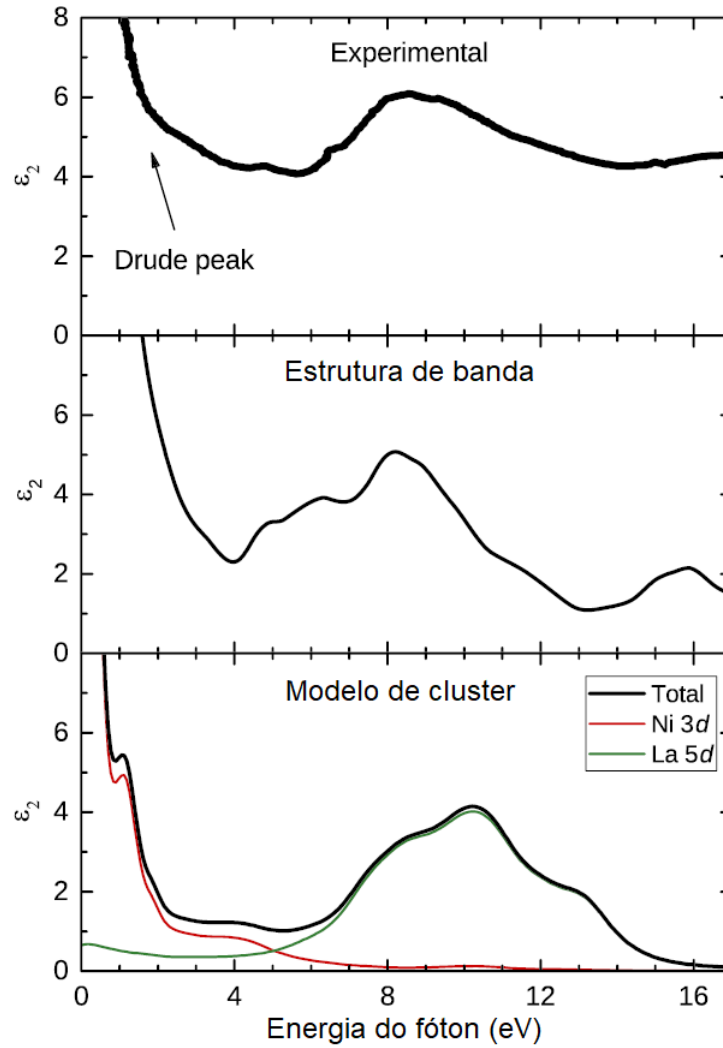 8
Experimental
6
ε2
4
Drude peak
2
0
Estrutura de banda
6
ε2
4
2
0
Modelo de cluster
Total
Ni 3d
La 5d
6
ε2
4
2
0
0 4 8 12 16
Energia do fóton (eV)